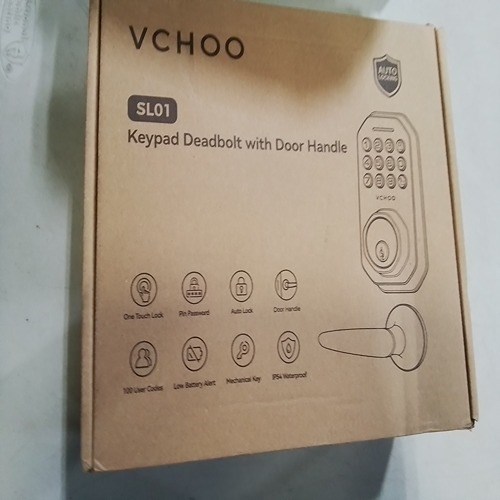 VCHOO
AUTO
LOCKING
SL01
Keypad Deadbolt with Door Handle
VCHOO
One Touch Lock
Pin Password
Auto Lock
Door Handle
100 User Codes
Low Battery Alert
Mechanical Key
IP54 Waterproof